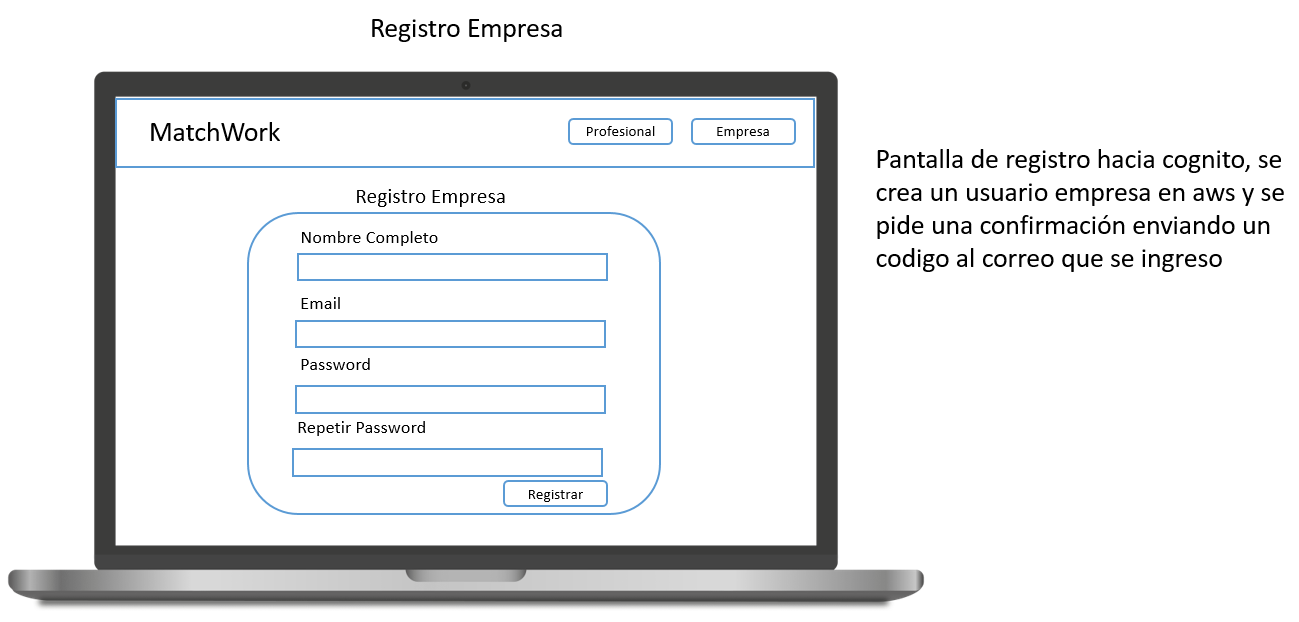 Registro Empresa
MatchWork
Profesional
Empresa
Pantalla de registro hacia cognito, se
crea un usuario empresa en aws y se
pide una confirmación enviando un
codigo al correo que se ingreso
Registro Empresa
Nombre Completo
Email
Password
Repetir Password
Registrar